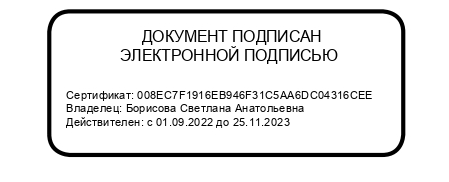 ДОКУМЕНТ ПОДПИСАН
ЭЛЕКТРОННОЙ ПОДПИСЬЮ
Сертификат: 008EC7F1916EB946F31C5AA6DC04316CEE
Владелец: Борисова Светлана Анатольевна
Действителен: с 01.09.2022 до 25.11.2023